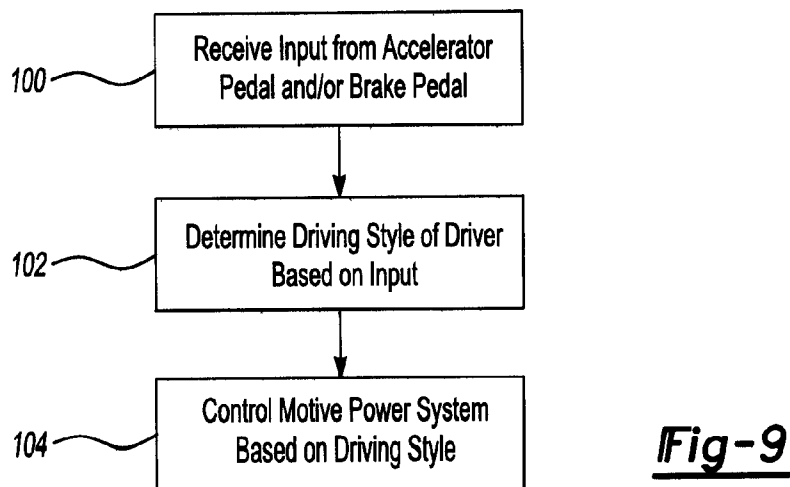 100
Receive Input from Accelerator
Pedal and/or Brake Pedal
102
Determine Driving Style of Driver
Based on Input
104
Control Motive Power System
Based on Driving Style
Fig-9